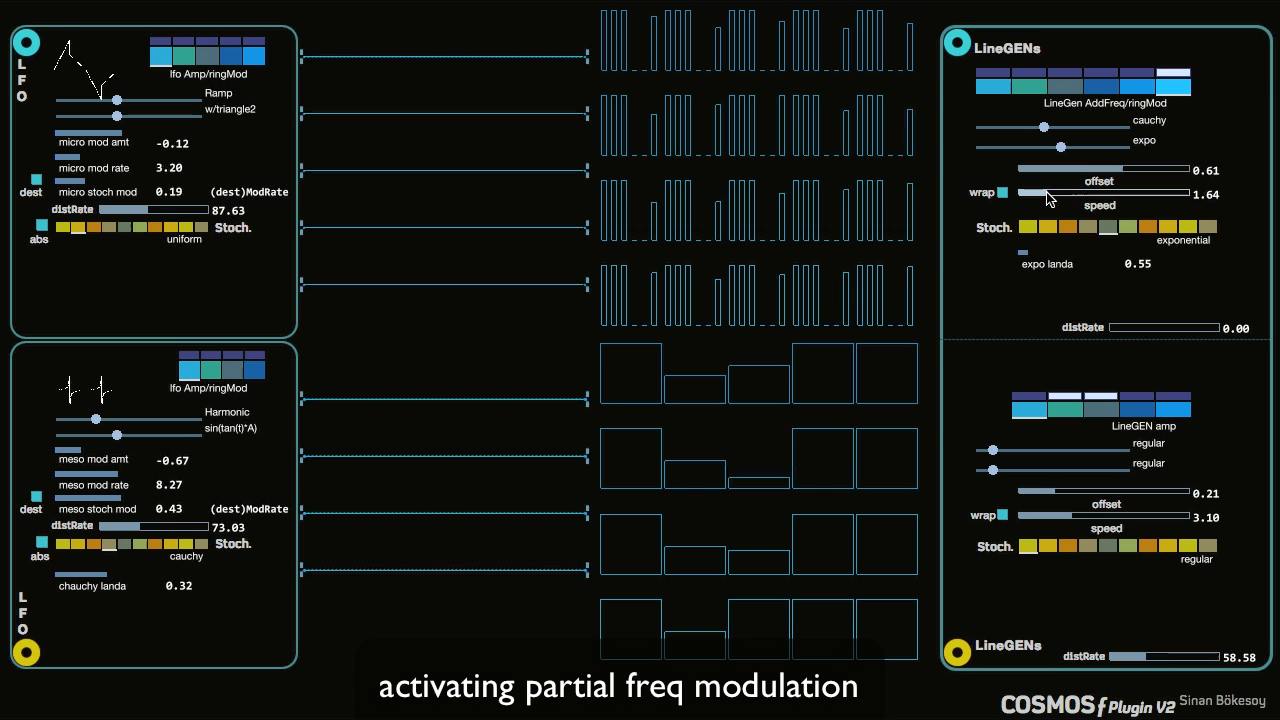 L
F
O
lfo Amp/ringMod
Ramp
w/triangle2
micro mod amt -0.12
micro mod rate 3.20
dest micro stoch mod 0.19 (dest)ModRate
distRate 87.63
abs Stoch.
uniform
lfo Amp/ringMod
Harmonic
sin(tan(t)*A)
meso mod amt -0.67
meso mod rate 8.27
dest meso stoch mod 0.43 (dest)ModRate
distRate 73.03
abs Stoch.
cauchy
chauchy landa 0.32
L
F
O
LineGENs
LineGen AddFreq/ringMod
cauchy
expo
0.61
offset
wrap 1.64
speed
Stoch.
exponential
expo landa 0.55
distRate 0.00
LineGEN amp
regular
regular
0.21
offset
wrap 3.10
speed
Stoch.
regular
LineGENs
distRate 58.58
activating partial freq modulation
COSMOS f Plugin V2 Sinan Bökesoy